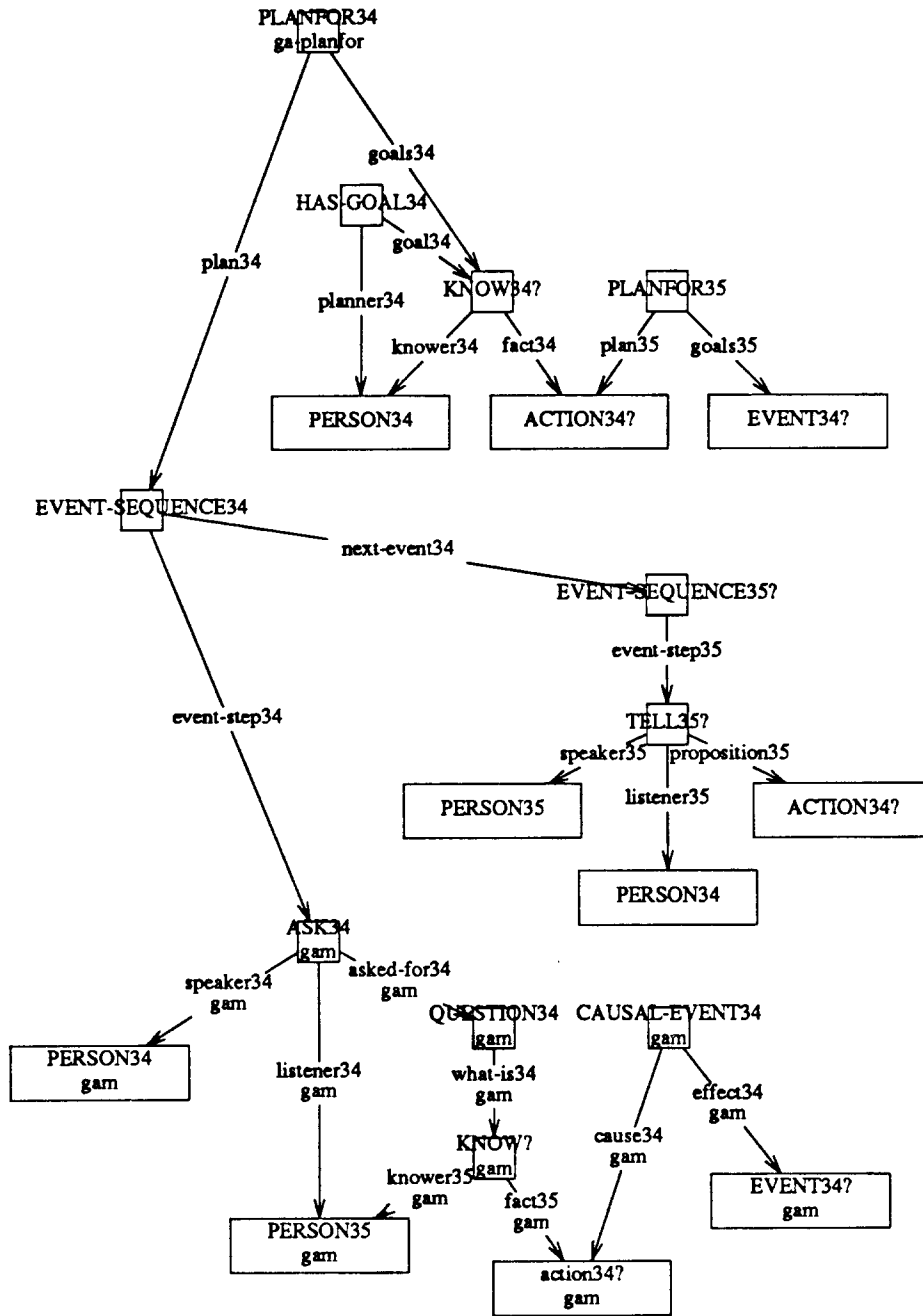 PLANFOR34
ga-planfor
goals34
HAS-GOAL34
goal34
plan34
KNOW34?
PLANFOR35
planner34
knower34
fact34
plan35
goals35
PERSON34
ACTION34?
EVENT34?
EVENT-SEQUENCE34
next-event34
EVENT-SEQUENCE35?
event-step35
event-step34
TELL35?
speaker35
proposition35
listener35
PERSON35
ACTION34?
PERSON34
ASK34
gam
asked-for34
gam
speaker34
gam
QUESTION34
gam
CAUSAL-EVENT34
gam
PERSON34
gam
listener34
gam
what-is34
gam
effect34
gam
cause34
gam
KNOW?
gam
knower35
gam
fact35
gam
EVENT34?
gam
PERSON35
gam
action34?
gam